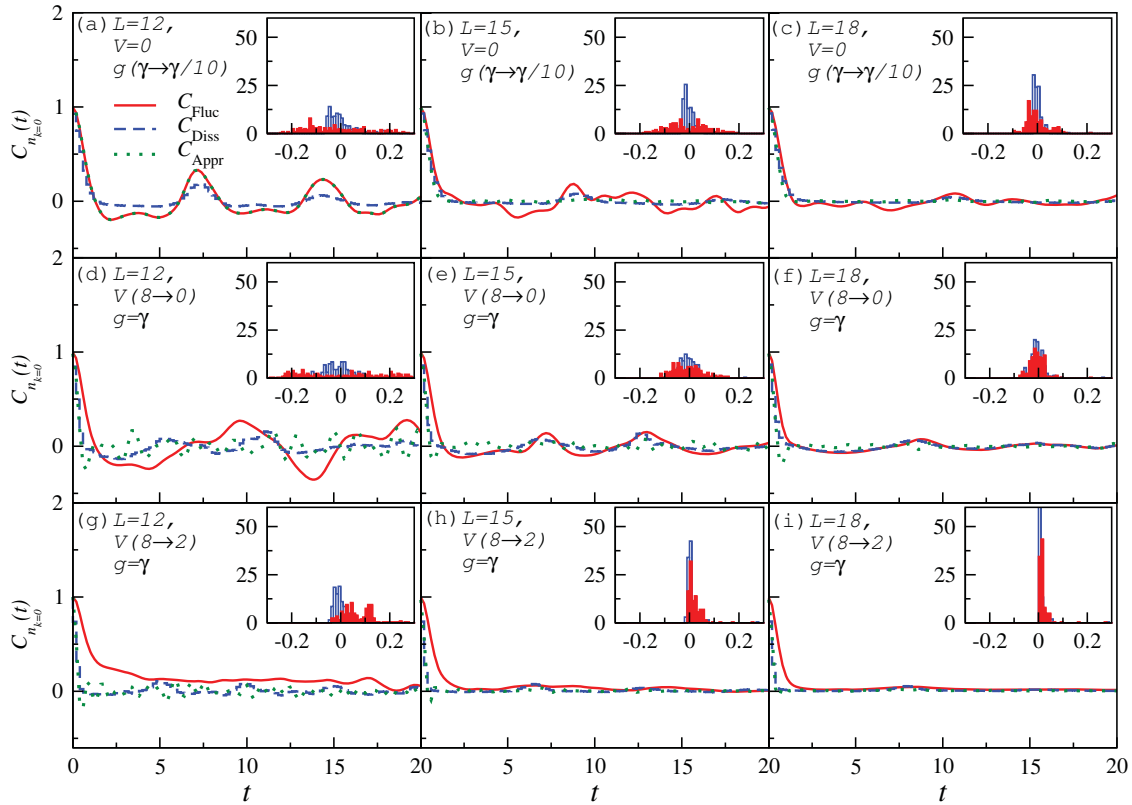 (a) L=12,
V=0
g(γ→γ/10)
C_Fluc
C_Diss
C_Appr
50
25
0
-0.2 0 0.2
(b) L=15,
V=0
g(γ→γ/10)
50
25
0
-0.2 0 0.2
(c) L=18,
V=0
g(γ→γ/10)
50
25
0
-0.2 0 0.2
2
1
0
C_{n_{k=0}}(t)
(d) L=12,
V(8→0)
g=γ
50
25
0
-0.2 0 0.2
(e) L=15,
V(8→0)
g=γ
50
25
0
-0.2 0 0.2
(f) L=18,
V(8→0)
g=γ
50
25
0
-0.2 0 0.2
2
1
0
C_{n_{k=0}}(t)
(g) L=12,
V(8→2)
g=γ
50
25
0
-0.2 0 0.2
(h) L=15,
V(8→2)
g=γ
50
25
0
-0.2 0 0.2
(i) L=18,
V(8→2)
g=γ
50
25
0
-0.2 0 0.2
2
1
0
C_{n_{k=0}}(t)
0 5 10 15 20 5 10 15 20 5 10 15 20
t t t